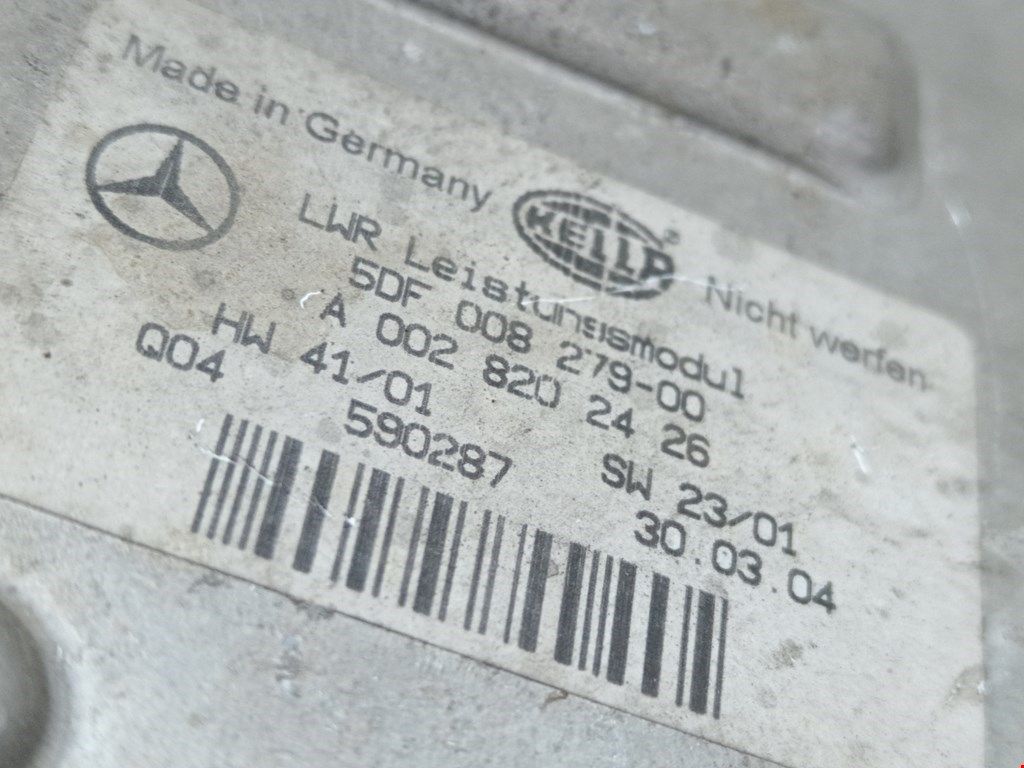 Made in Germany
HELLA
®
Nicht werfen
LWR Leistungsmodul
5DF 008 279-00
A 002 820 24 26
HW 41/01
SW 23/01
Q04
590287
30.03.04